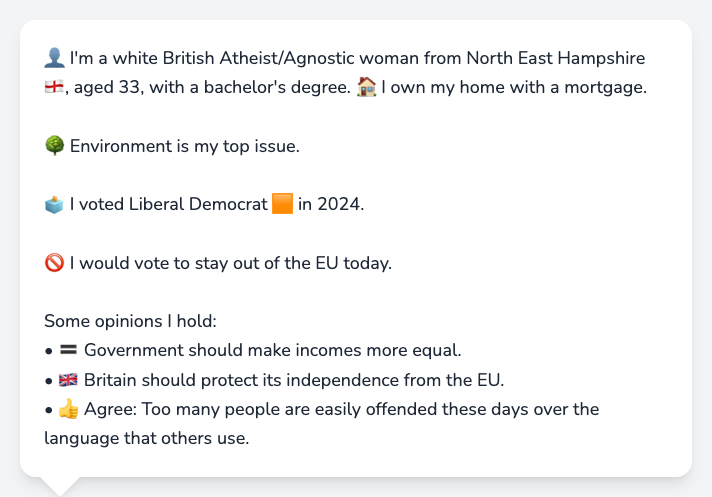 👤 I'm a white British Atheist/Agnostic woman from North East Hampshire
🏴󠁧󠁢󠁥󠁮󠁧󠁿, aged 33, with a bachelor's degree. 🏠 I own my home with a mortgage.
🌳 Environment is my top issue.
🗳️ I voted Liberal Democrat 🟧 in 2024.
🚫 I would vote to stay out of the EU today.
Some opinions I hold:
• 🟰 Government should make incomes more equal.
• 🇬🇧 Britain should protect its independence from the EU.
• 👍 Agree: Too many people are easily offended these days over the
language that others use.